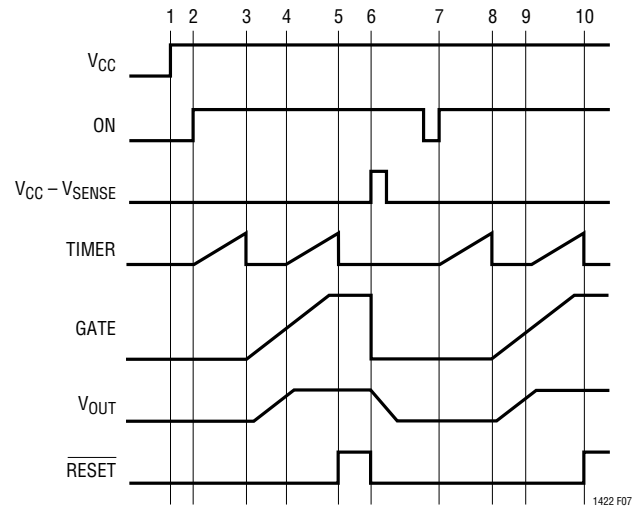 1 2 3 4 5 6 7 8 9 10
VCC
ON
VCC – VSENSE
TIMER
GATE
VOUT
RESET
1422 F07